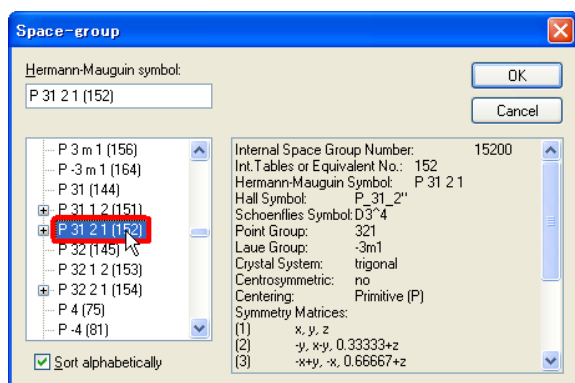 Space-group
Hermann-Mauguin symbol:
P 31 2 1 (152)
OK
Cancel
P 3 m 1 (156)
P -3 m 1 (164)
P 31 (144)
P 31 1 2 (151)
P 31 2 1 (152)
P 32 (145)
P 32 1 2 (153)
P 32 2 1 (154)
P 4 (75)
P -4 (81)
Sort alphabetically
Internal Space Group Number: 15200
Int.Tables or Equivalent No.: 152
Hermann-Mauguin Symbol: P 31 2 1
Hall Symbol: P_31_2"
Schoenflies Symbol: D3^4
Point Group: 321
Laue Group: -3m1
Crystal System: trigonal
Centrosymmetric: no
Centering: Primitive (P)
Symmetry Matrices:
(1) x, y, z
(2) -y, x-y, 0.33333+z
(3) -x+y, -x, 0.66667+z